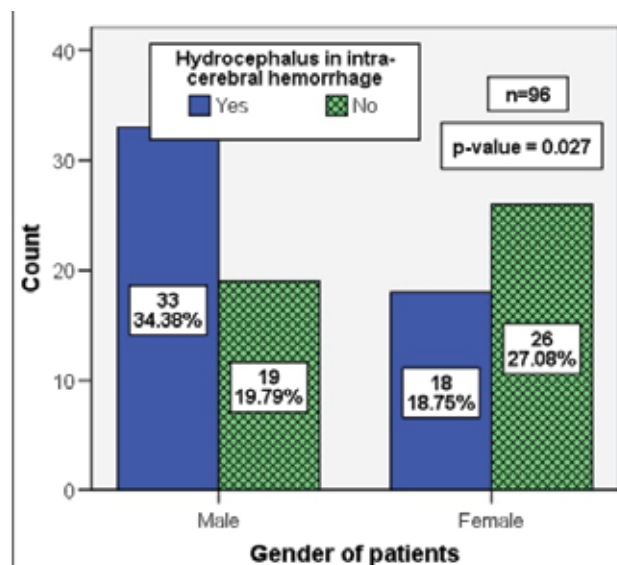 Hydrocephalus in intra-
cerebral hemorrhage
Yes No
n=96
p-value = 0.027
Count
40
30
20
10
0
33
34.38%
19
19.79%
18
18.75%
26
27.08%
Male Female
Gender of patients